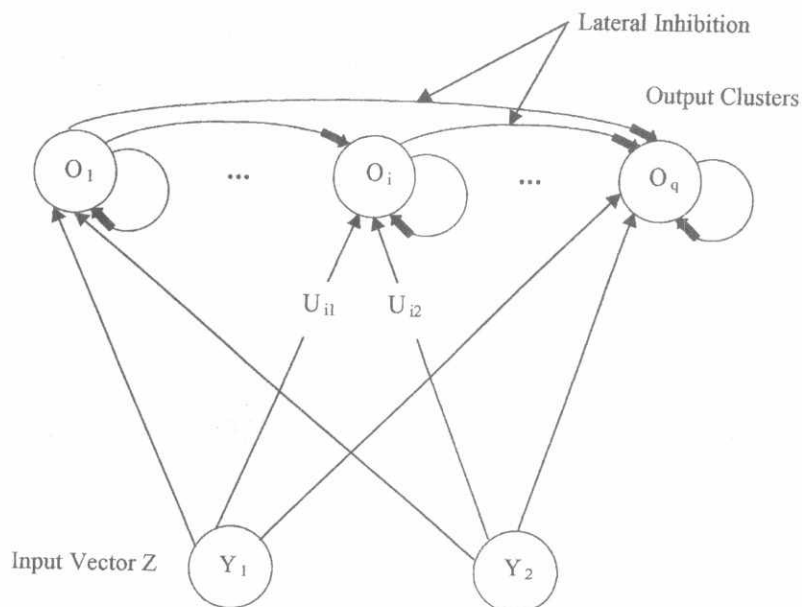 Lateral Inhibition
Output Clusters
O1 ... Oi ... Oq
Ui1 Ui2
Input Vector Z Y1 Y2